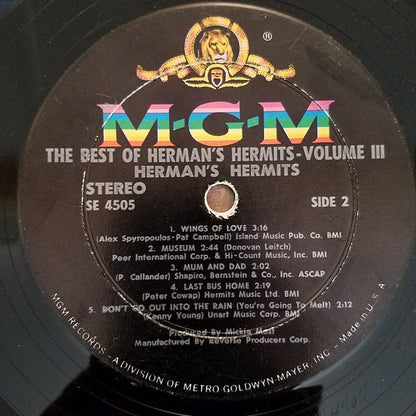 ®
M-G-M
THE BEST OF HERMAN'S HERMITS-VOLUME III
HERMAN'S HERMITS
STEREO
SE 4505
SIDE 2
1. WINGS OF LOVE 3:16
(Alex Spyropoulos-Pat Campbell) Island Music Pub. Co. BMI
2. MUSEUM 2:44 (Donovan Leitch)
Peer International Corp. & Hi-Count Music, Inc. BMI
3. MUM AND DAD 2:02
(P. Callander) Shapiro, Bernstein & Co., Inc. ASCAP
4. LAST BUS HOME 2:19
(Peter Cowap) Hermits Music Ltd. BMI
5. DON'T GO OUT INTO THE RAIN (You're Going To Melt) 2:12
(Kenny Young) Unart Music Corp. BMI
Produced By Mickie Most
Manufactured By Reverse Producers Corp.
MGM RECORDS - A DIVISION OF METRO-GOLDWYN-MAYER, INC. - Made in U.S.A